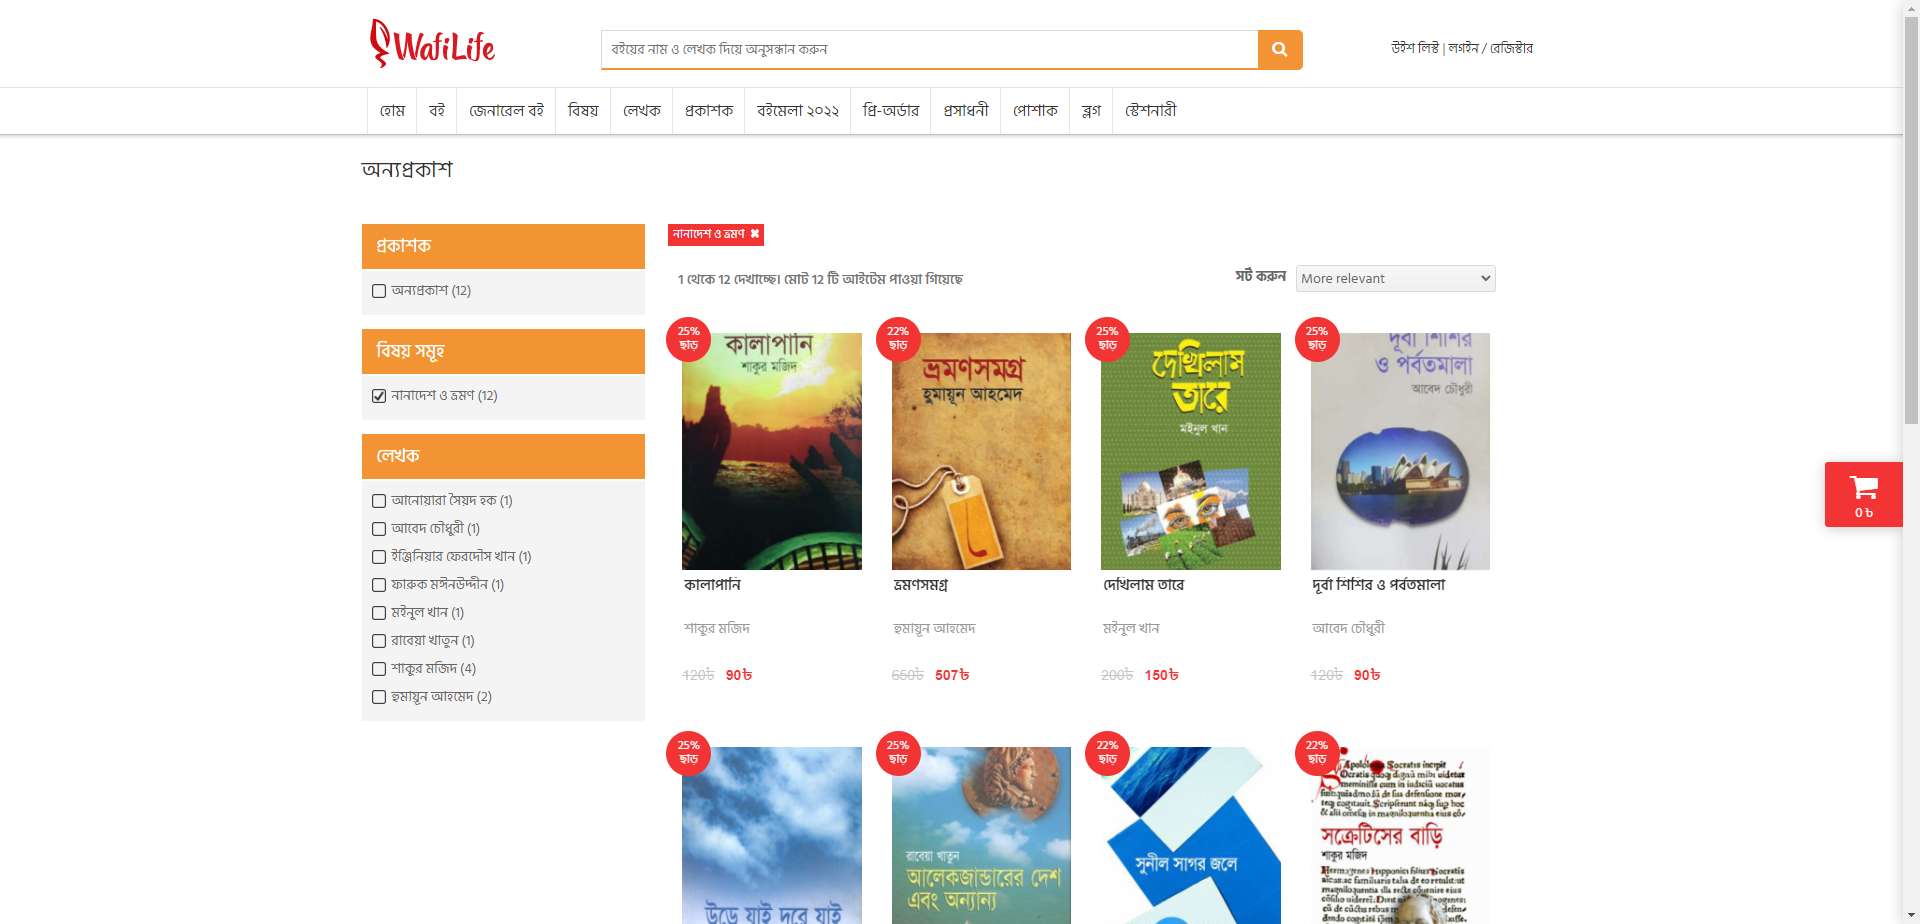 WafiLife
বইয়ের নাম ও লেখক দিয়ে অনুসন্ধান করুন
উইশ লিস্ট | লগইন / রেজিস্টার
হোম বই জেনারেল বই বিষয় লেখক প্রকাশক বইমেলা ২০২২ প্রি-অর্ডার প্রসাধনী পোশাক ব্লগ স্টেশনারী
অন্যপ্রকাশ
প্রকাশক
অন্যপ্রকাশ (12)
বিষয় সমূহ
নানাদেশ ও ভ্রমণ (12)
লেখক
আনোয়ারা সৈয়দ হক (1)
আবেদ চৌধুরী (1)
ইঞ্জিনিয়ার ফেরদৌস খান (1)
ফারুক মঈনউদ্দীন (1)
মইনুল খান (1)
রাবেয়া খাতুন (1)
শাকুর মজিদ (4)
হুমায়ূন আহমেদ (2)
নানাদেশ ও ভ্রমণ ✖
1 থেকে 12 দেখাচ্ছে। মোট 12 টি আইটেম পাওয়া গিয়েছে
সর্ট করুন More relevant
25% ছাড়
কালাপানি
শাকুর মজিদ
কালাপানি
শাকুর মজিদ
120৳ 90৳
22% ছাড়
ভ্রমণসমগ্র
হুমায়ূন আহমেদ
ভ্রমণসমগ্র
হুমায়ূন আহমেদ
650৳ 507৳
25% ছাড়
দেখিলাম
তারে
মইনুল খান
দেখিলাম তারে
মইনুল খান
200৳ 150৳
25% ছাড়
দূর্বা শিশির
ও পর্বতমালা
আবেদ চৌধুরী
দূর্বা শিশির ও পর্বতমালা
আবেদ চৌধুরী
120৳ 90৳
0 ৳
25% ছাড়
উড়ে যাই দূরে যাই
25% ছাড়
রাবেয়া খাতুন
আলেকজান্ডারের দেশ
এবং অন্যান্য
22% ছাড়
সুনীল সাগর জলে
22% ছাড়
সক্রেটিসের বাড়ি
শাকুর মজিদ